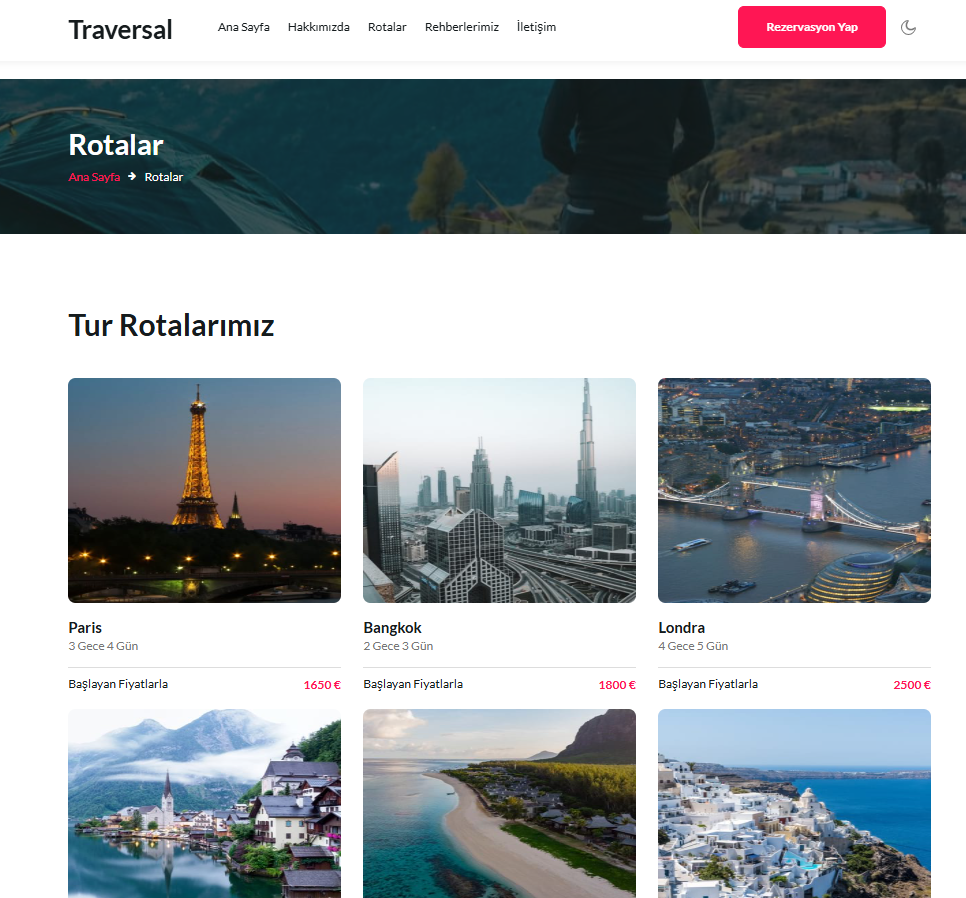 Traversal
Ana Sayfa Hakkımızda Rotalar Rehberlerimiz İletişim
Rezervasyon Yap
Rotalar
Ana Sayfa → Rotalar
Tur Rotalarımız
Paris
3 Gece 4 Gün
Başlayan Fiyatlarla 1650 €
Bangkok
2 Gece 3 Gün
Başlayan Fiyatlarla 1800 €
Londra
4 Gece 5 Gün
Başlayan Fiyatlarla 2500 €